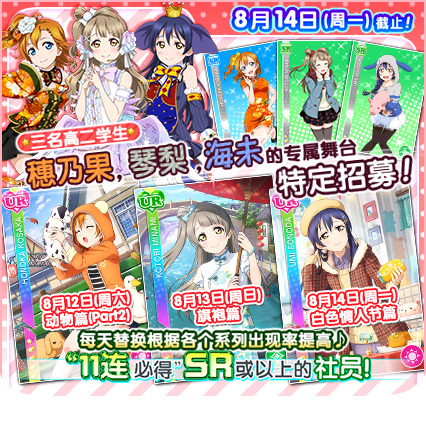 8月14日(周一)截止！
SR
SR
SR
三名高二学生
穗乃果，琴梨，海未的专属舞台
特定招募！
UR
UR
UR
HONOKA KOSAKA
KOTORI MINAMI
UMI SONODA
8月12日(周六)
动物篇(Part2)
8月13日(周日)
旗袍篇
8月14日(周一)
白色情人节篇
每天替换根据各个系列出现率提高♪
“11连必得”SR或以上的社员！